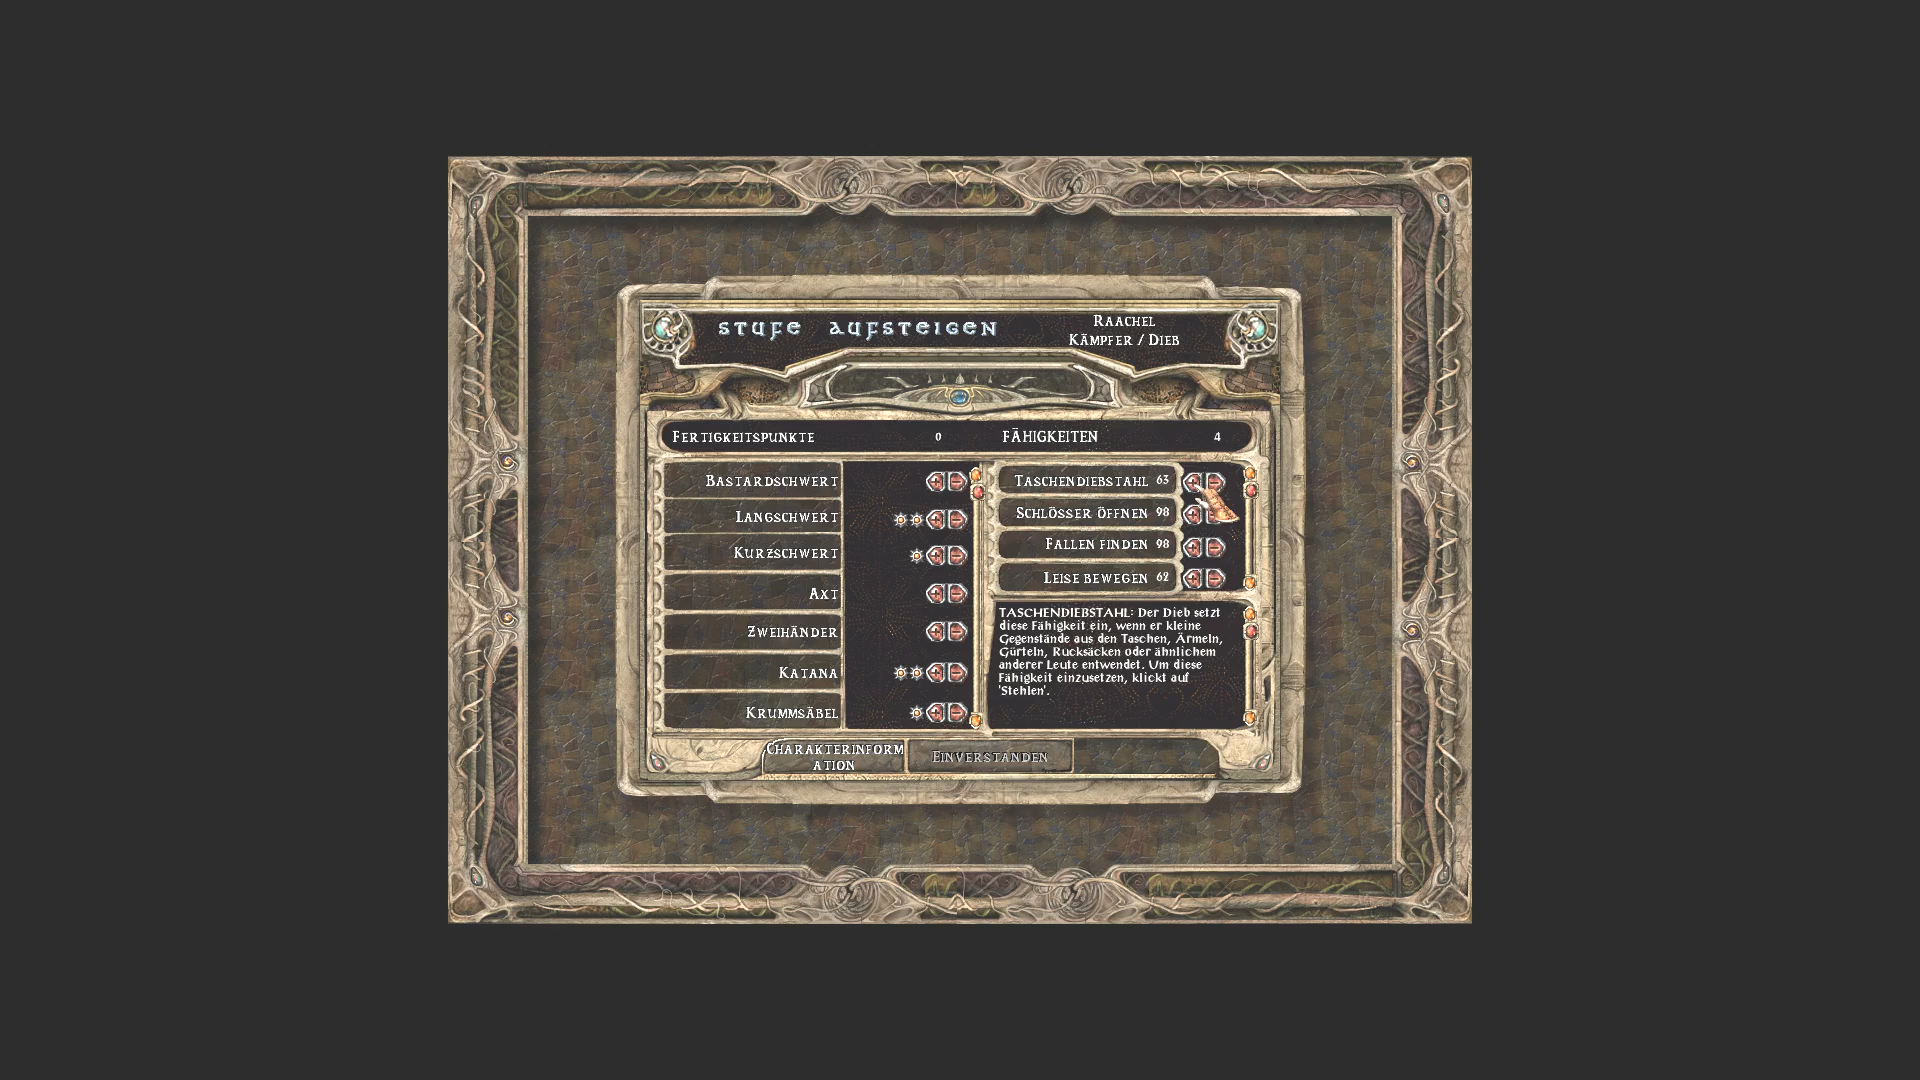 STUFE AUFSTEIGEN
RAACHEL
KÄMPFER / DIEB
FERTIGKEITSPUNKTE 0
FÄHIGKEITEN 4
BASTARDSCHWERT
LANGSCHWERT
KURZSCHWERT
AXT
ZWEIHÄNDER
KATANA
KRUMMSÄBEL
TASCHENDIEBSTAHL 63
SCHLÖSSER ÖFFNEN 98
FALLEN FINDEN 98
LEISE BEWEGEN 62
TASCHENDIEBSTAHL: Der Dieb setzt
diese Fähigkeit ein, wenn er kleine
Gegenstände aus den Taschen, Ärmeln,
Gürteln, Rucksäcken oder ähnlichem
anderer Leute entwendet. Um diese
Fähigkeit einzusetzen, klickt auf
'Stehlen'.
CHARAKTERINFORM
ATION
EINVERSTANDEN